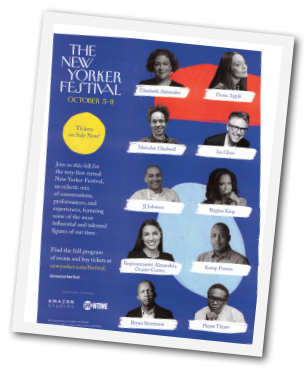 THE
NEW
YORKER
FESTIVAL
OCTOBER 5-11
Tickets
on Sale Now!
Join us this fall for
the very first virtual
New Yorker Festival,
an eclectic mix
of conversations,
performances, and
experiences, featuring
some of the most
influential and talented
figures of our time.
Find the full program
of events and buy tickets at
newyorker.com/festival.
@newyorkerfest
AMAZON
STUDIOS
SHOWTIME
Elizabeth Alexander
Fiona Apple
Malcolm Gladwell
Ira Glass
JJ Johnson
Regina King
Representative Alexandria
Ocasio-Cortez
Kemp Powers
Bryan Stevenson
Pierre Thiam